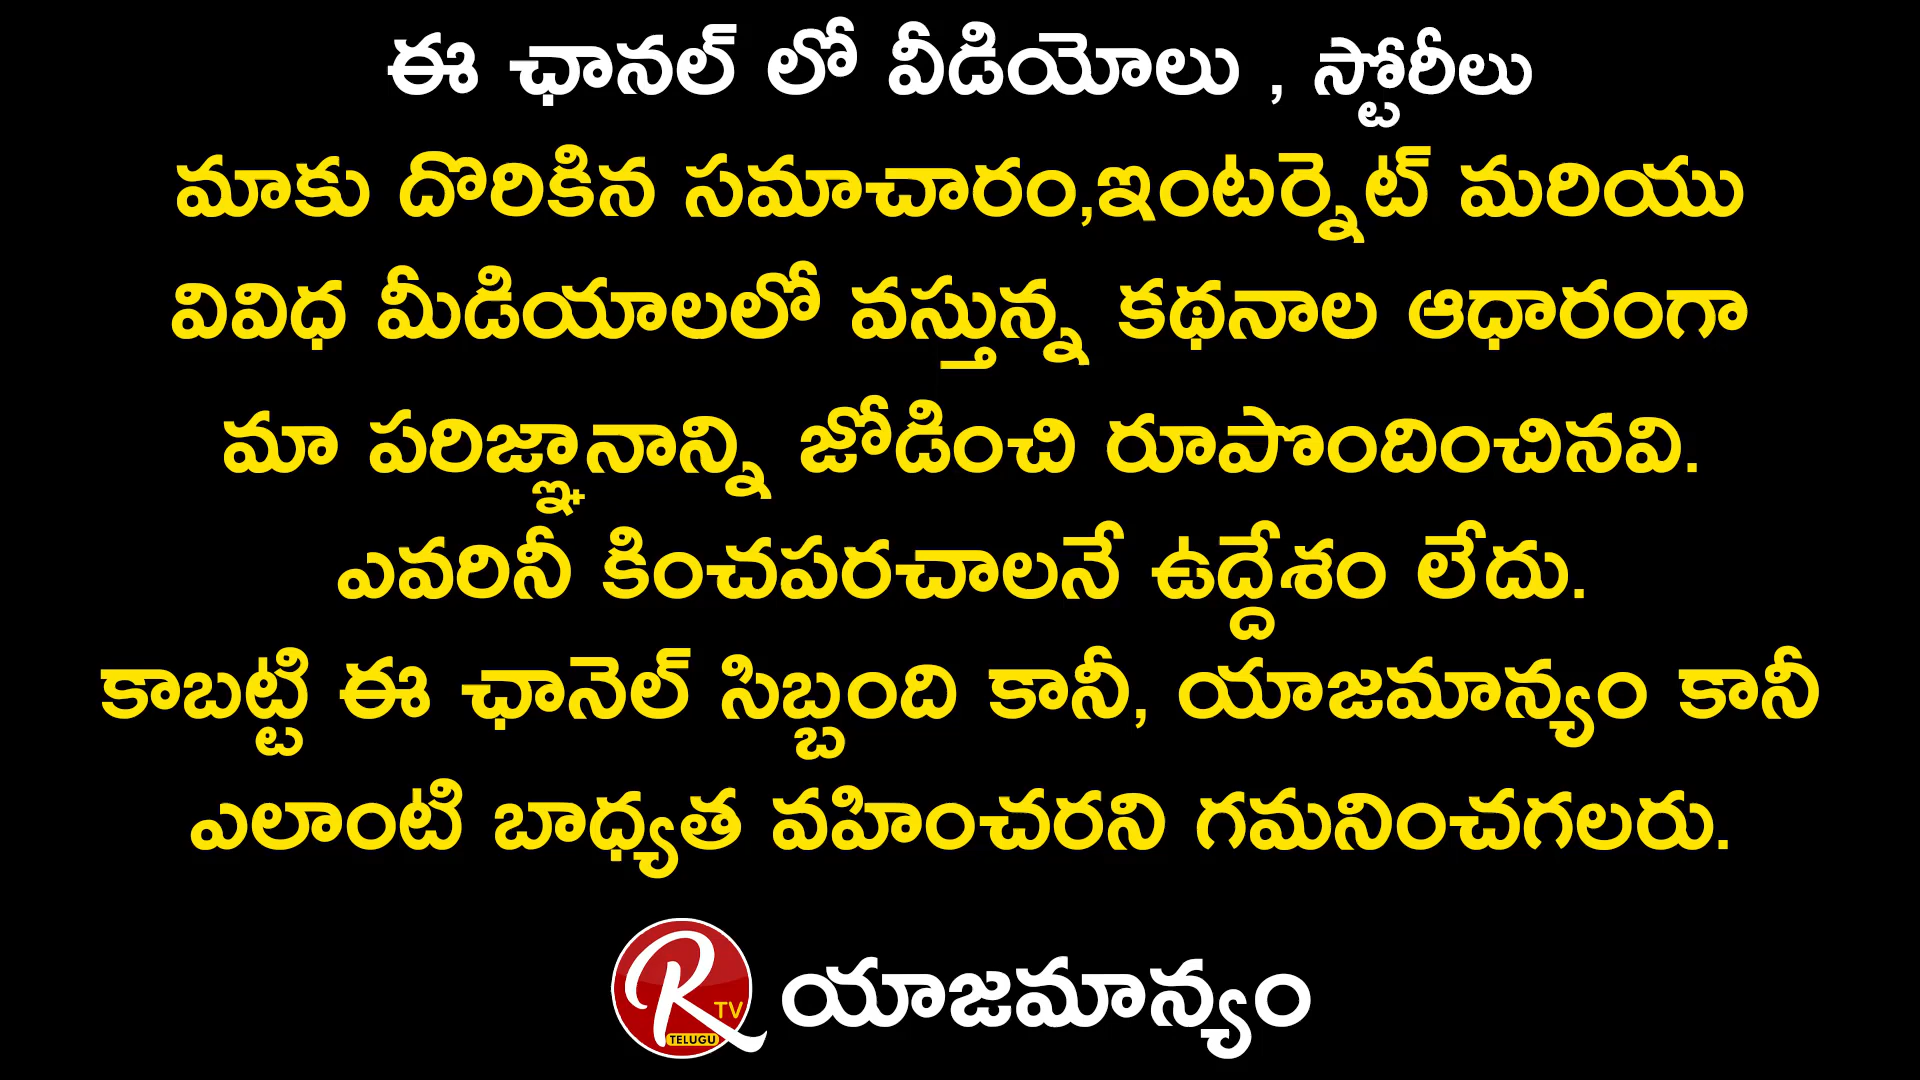 ఈ ఛానల్ లో వీడియోలు , స్టోరీలు
మాకు దొరికిన సమాచారం,ఇంటర్నెట్ మరియు
వివిధ మీడియాలలో వస్తున్న కథనాల ఆధారంగా
మా పరిజ్ఞానాన్ని జోడించి రూపొందించినవి.
ఎవరినీ కించపరచాలనే ఉద్దేశం లేదు.
కాబట్టి ఈ ఛానెల్ సిబ్బంది కానీ, యాజమాన్యం కానీ
ఎలాంటి బాధ్యత వహించరని గమనించగలరు.
R TV TELUGU యాజమాన్యం